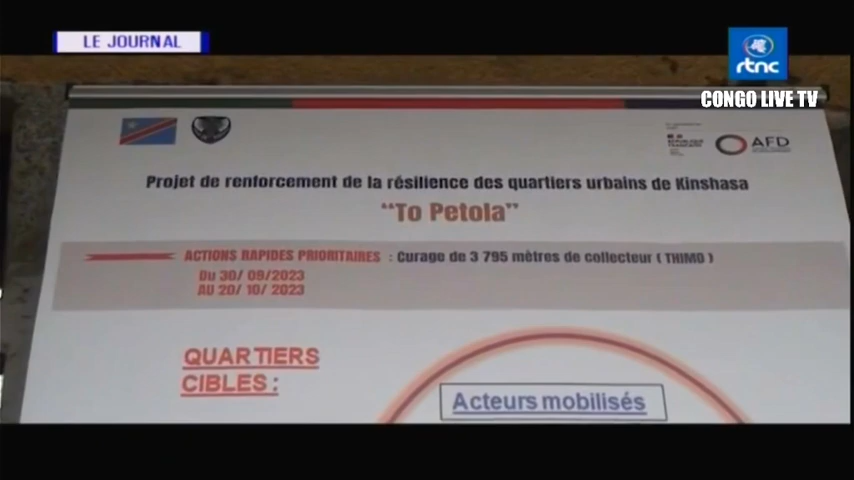 LE JOURNAL
rtnc
CONGO LIVE TV
RÉPUBLIQUE
FRANÇAISE
AFD
Projet de renforcement de la résilience des quartiers urbains de Kinshasa
“To Petola”
ACTIONS RAPIDES PRIORITAIRES : Curage de 3 795 mètres de collecteur ( THIMO )
Du 30/ 09/2023
AU 20/ 10/ 2023
QUARTIERS
CIBLES :
Acteurs mobilisés